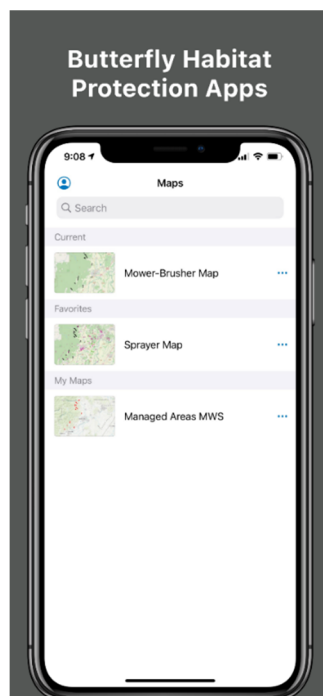 Butterfly Habitat
Protection Apps
9:08
Maps
Search
Current
Mower-Brusher Map
Favorites
Sprayer Map
My Maps
Managed Areas MWS